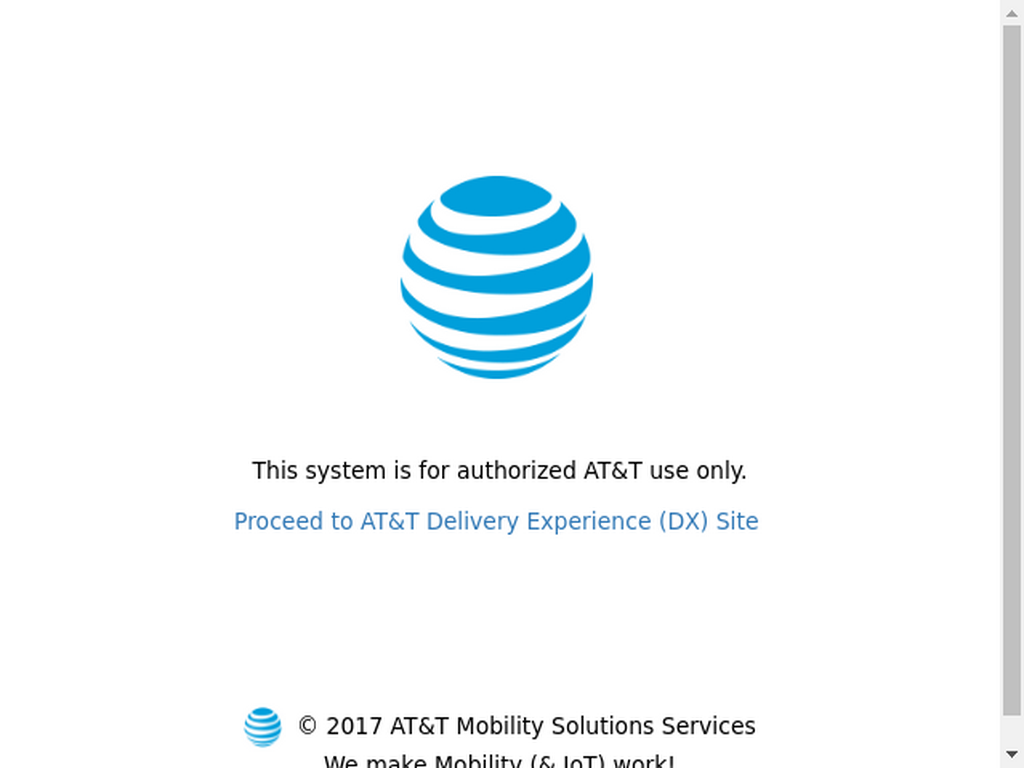 This system is for authorized AT&T use only.
Proceed to AT&T Delivery Experience (DX) Site
© 2017 AT&T Mobility Solutions Services
We make Mobility (& IoT) work!